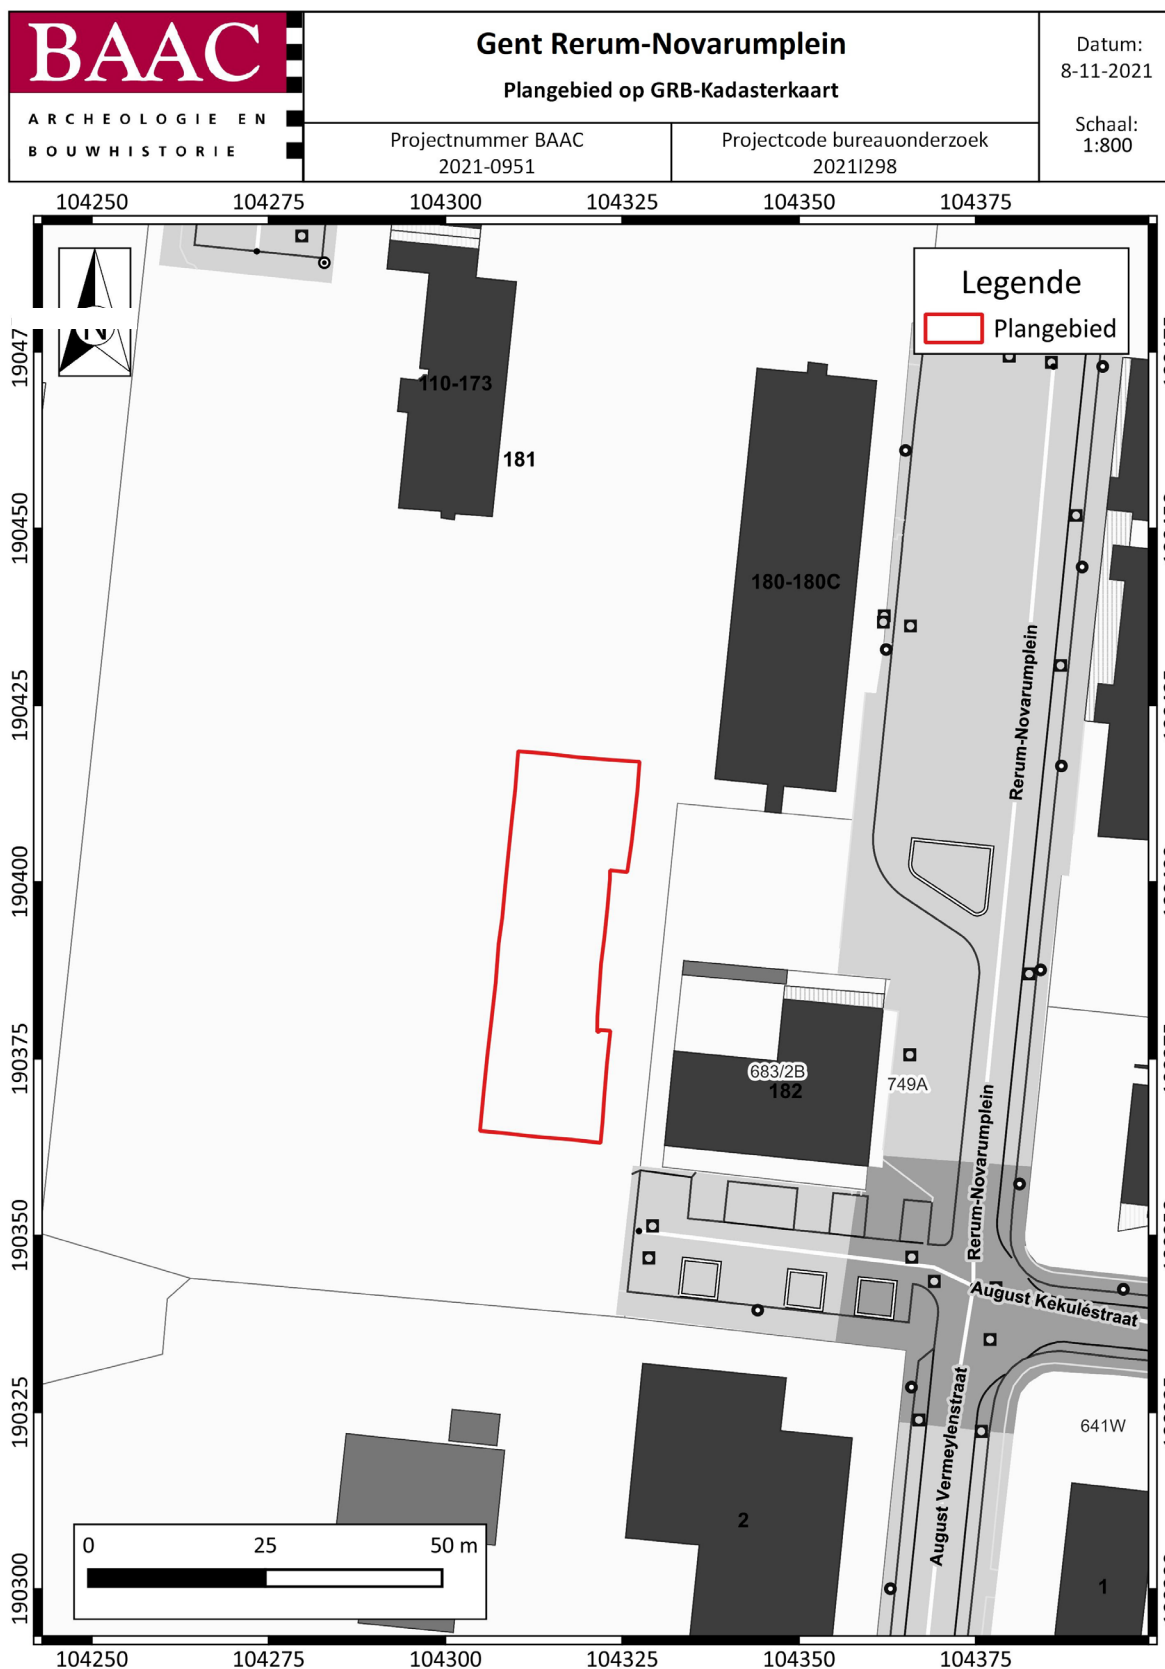 BAAC
ARCHEOLOGIE EN
BOUWHISTORIE
Gent Rerum-Novarumplein
Plangebied op GRB-Kadasterkaart
Projectnummer BAAC
2021-0951
Projectcode bureauonderzoek
2021I298
Datum:
8-11-2021
Schaal:
1:800
104250 104275 104300 104325 104350 104375
N
Legende
Plangebied
19047
190450
190425
190400
190375
190350
190325
190300
110-173
181
180-180C
Rerum-Novarumplein
683/2B
182
749A
Rerum-Novarumplein
August Kekuléstraat
August Vermeylenstraat
641W
2
1
0 25 50 m
104250 104275 104300 104325 104350 104375